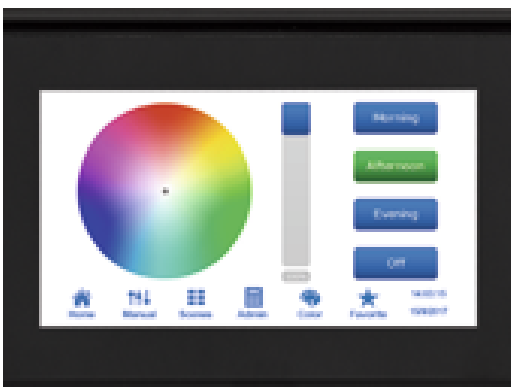 Morning
Afternoon
Evening
Off
Home Manual Scenes Admin Color Favorite